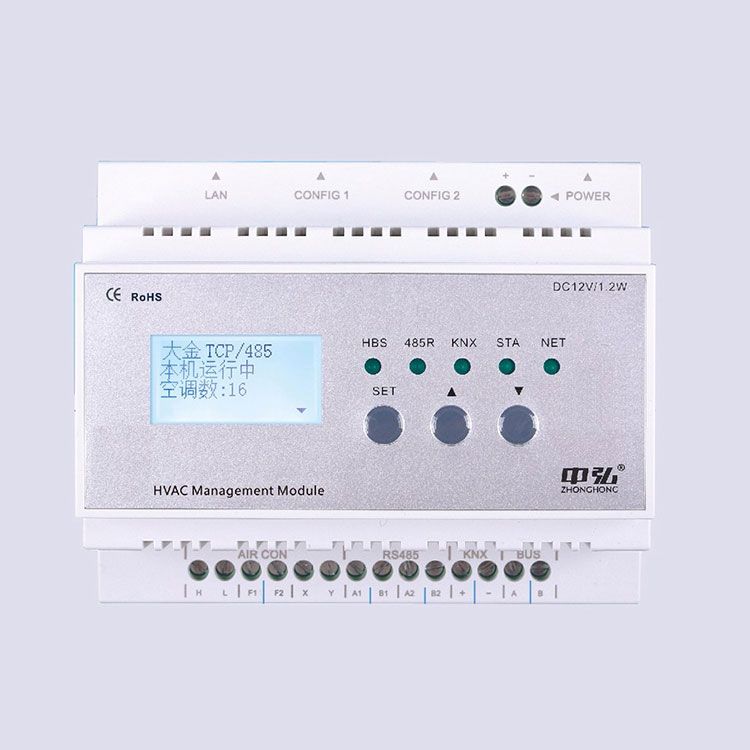 LAN CONFIG 1 CONFIG 2 + − POWER
CE RoHS
DC12V/1.2W
大金 TCP/485
本机运行中
空调数:16
HBS 485R KNX STA NET
SET
HVAC Management Module
中弘®
ZHONGHONG
AIR CON RS485 KNX BUS
H L F1 F2 X Y A1 B1 A2 B2 + − A B